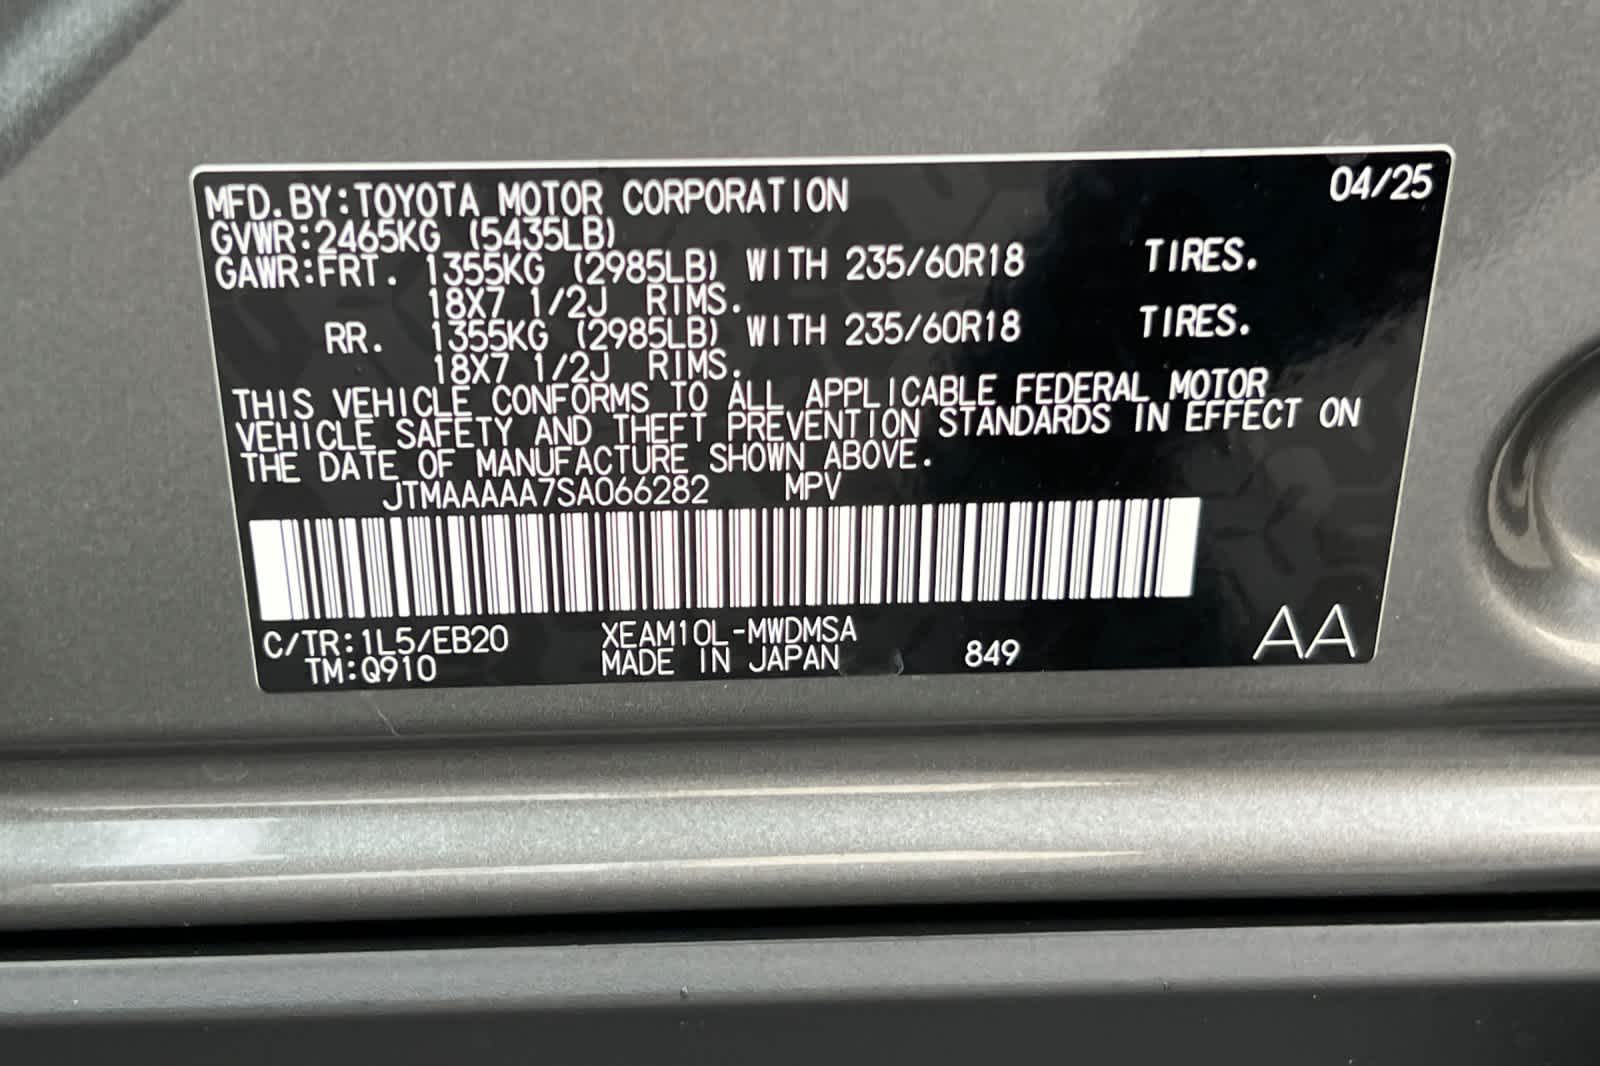 MFD.BY:TOYOTA MOTOR CORPORATION 04/25
GVWR:2465KG (5435LB)
GAWR:FRT. 1355KG (2985LB) WITH 235/60R18 TIRES.
18X7 1/2J RIMS.
RR. 1355KG (2985LB) WITH 235/60R18 TIRES.
18X7 1/2J RIMS.
THIS VEHICLE CONFORMS TO ALL APPLICABLE FEDERAL MOTOR
VEHICLE SAFETY AND THEFT PREVENTION STANDARDS IN EFFECT ON
THE DATE OF MANUFACTURE SHOWN ABOVE.
JTMAAAAA7SA066282 MPV
C/TR:1L5/EB20 XEAM10L-MWDMSA
TM:Q910 MADE IN JAPAN 849 AA